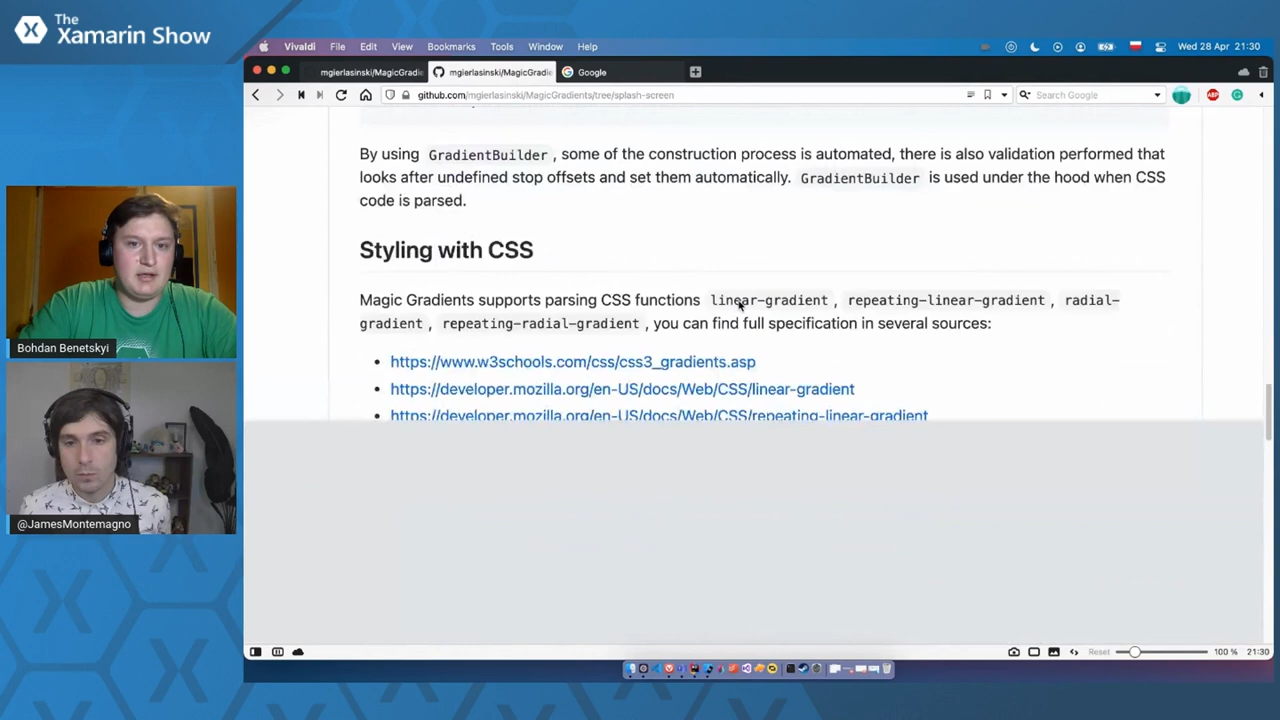 The
Xamarin Show
Vivaldi File Edit View Bookmarks Tools Window Help
Wed 28 Apr 21:30
mgierlasinski/MagicGradie
mgierlasinski/MagicGradie
Google
github.com/mgierlasinski/MagicGradients/tree/splash-screen
Search Google
ABP
By using GradientBuilder , some of the construction process is automated, there is also validation performed that
looks after undefined stop offsets and set them automatically. GradientBuilder is used under the hood when CSS
code is parsed.
Styling with CSS
Magic Gradients supports parsing CSS functions linear-gradient , repeating-linear-gradient , radial-
gradient , repeating-radial-gradient , you can find full specification in several sources:
• https://www.w3schools.com/css/css3_gradients.asp
• https://developer.mozilla.org/en-US/docs/Web/CSS/linear-gradient
• https://developer.mozilla.org/en-US/docs/Web/CSS/repeating-linear-gradient
Bohdan Benetskyi
@JamesMontemagno
Reset 100 % 21:30